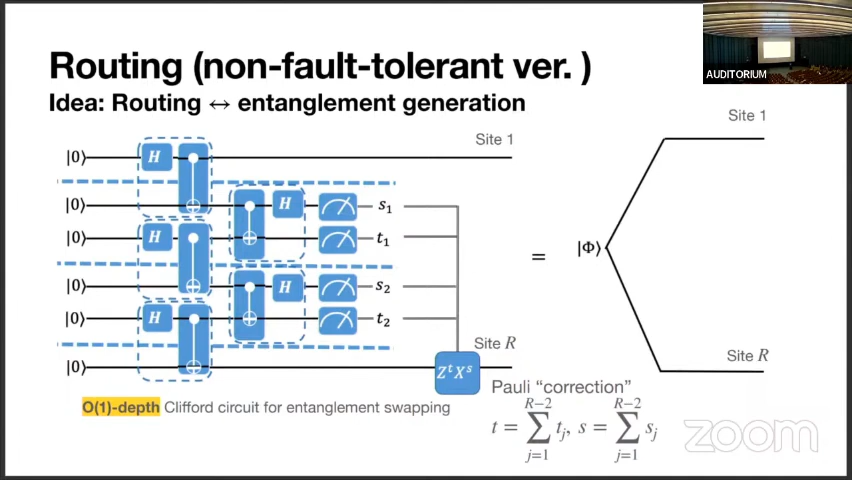 AUDITORIUM
Routing (non-fault-tolerant ver. )
Idea: Routing ↔ entanglement generation
Site 1
Site 1
|0⟩
H
|0⟩
H
s₁
|0⟩
H
t₁
|Φ⟩
=
|0⟩
H
s₂
|0⟩
H
t₂
Site R
Site R
|0⟩
ZᵗXˢ
Pauli “correction”
O(1)-depth Clifford circuit for entanglement swapping
t = ∑_{j=1}^{R−2} t_j, s = ∑_{j=1}^{R−2} s_j
zoom